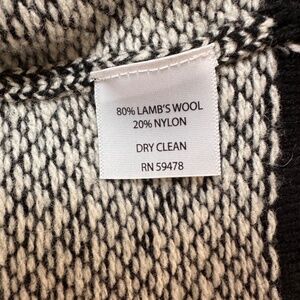 80% LAMB'S WOOL
20% NYLON
DRY CLEAN
RN 59478